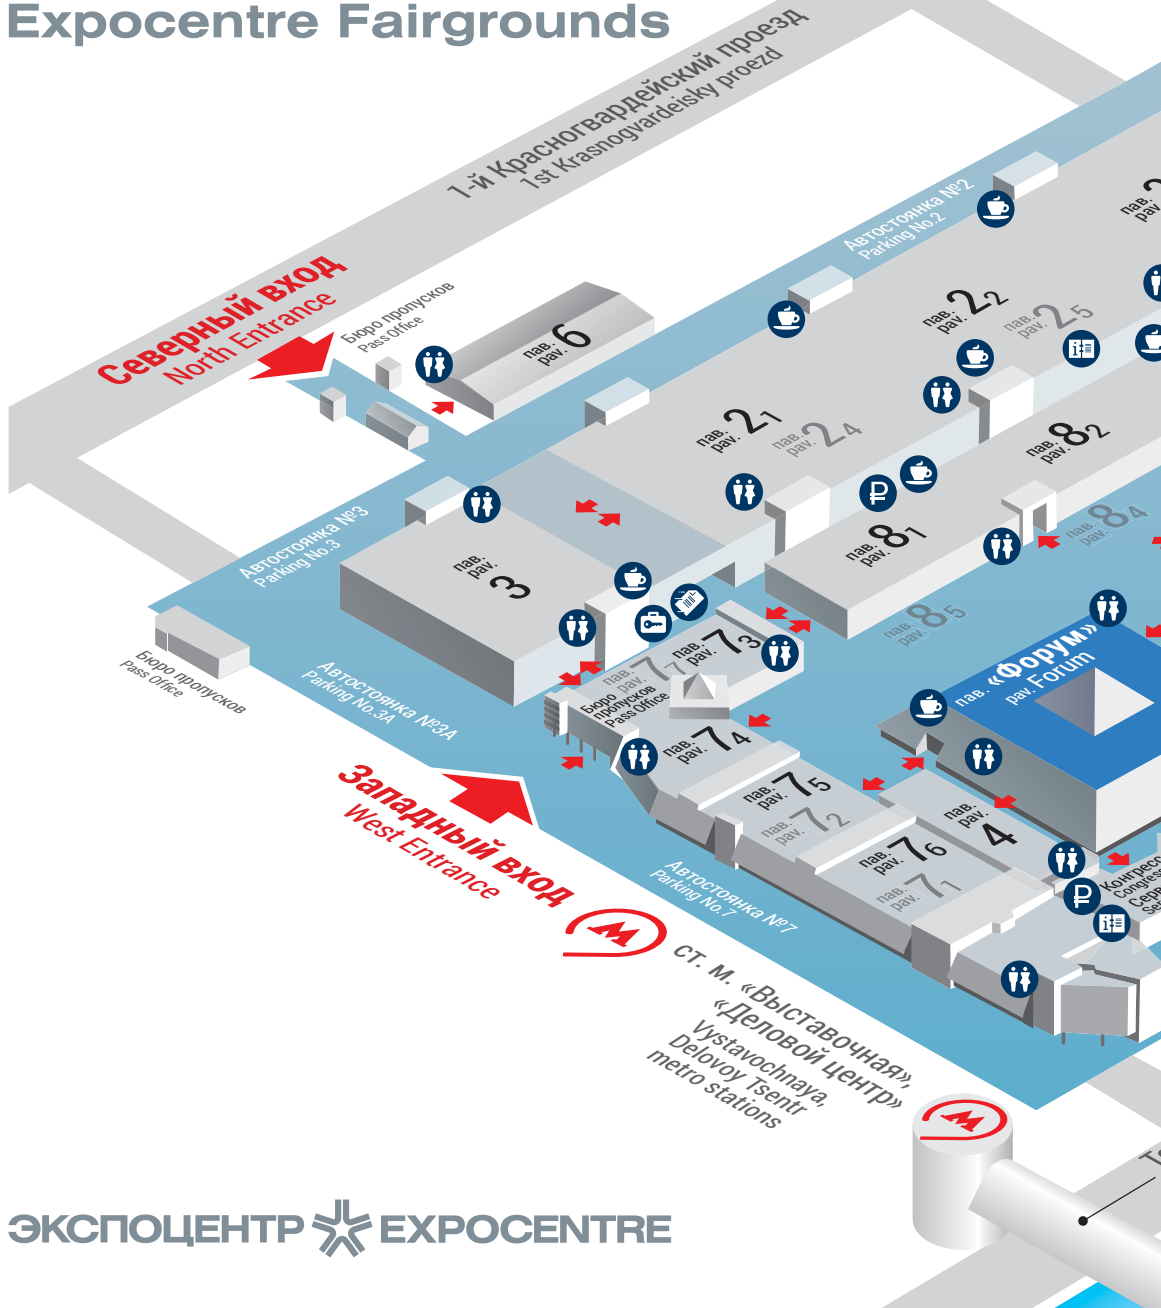 Expocentre Fairgrounds
1-й Красногвардейский проезд
1st Krasnogvardeisky proezd
Северный вход
North Entrance
Бюро пропусков
Pass Office
пав.
pav. 6
Автостоянка №2
Parking No.2
пав.
pav.
пав.
pav. 2 2
пав.
pav. 2 5
пав.
pav. 2 1
пав.
pav. 2 4
пав.
pav. 8 2
пав.
pav. 8 1
пав.
pav. 8 4
пав.
pav. 8 5
Автостоянка №3
Parking No.3
пав.
pav. 3
Бюро пропусков
Pass Office
Автостоянка №3А
Parking No.3A
пав.
pav. 7 7
пав.
pav. 7 3
Бюро
пропусков
Pass Office
пав. «Форум»
pav. Forum
пав.
pav. 7 4
пав.
pav. 7 5
пав.
pav. 7 2
пав.
pav. 4
пав.
pav. 7 6
пав.
pav. 7 1
Западный вход
West Entrance
Автостоянка №7
Parking No.7
ст. м. «Выставочная»,
«Деловой центр»
Vystavochnaya,
Delovoy Tsentr
metro stations
ЭКСПОЦЕНТР EXPOCENTRE